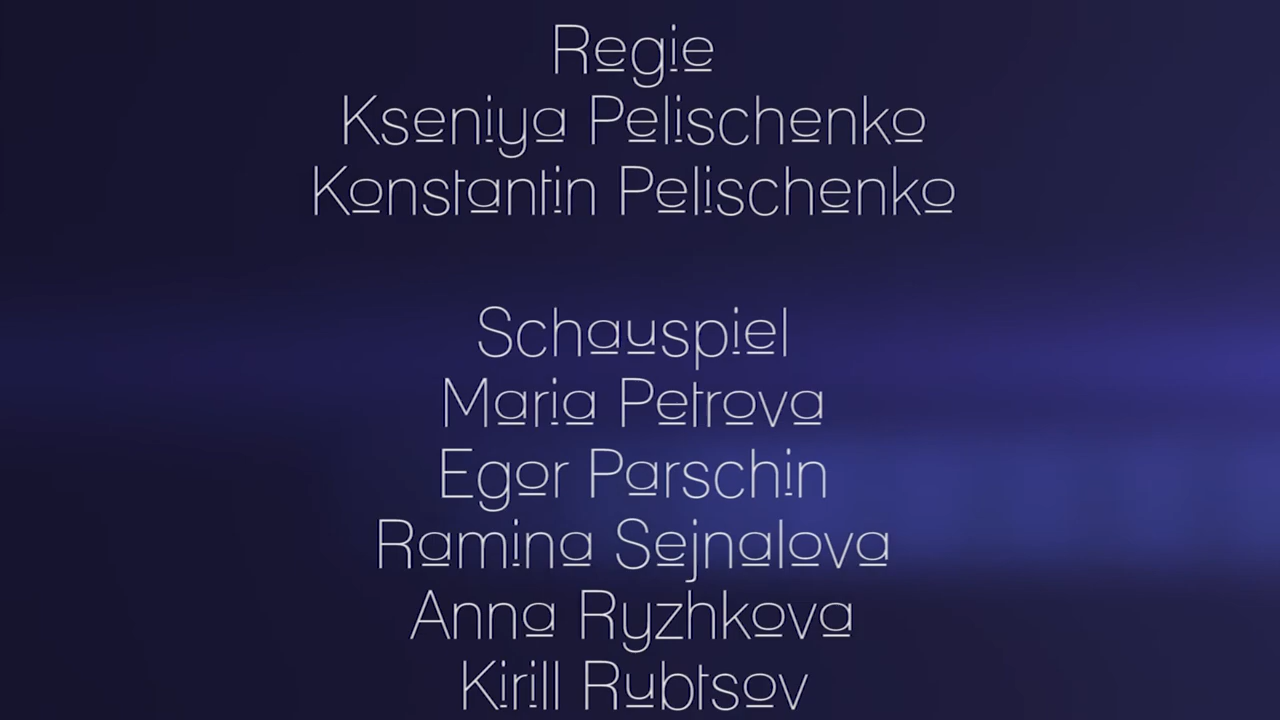 Regie
Kseniya Pelischenko
Konstantin Pelischenko
Schauspiel
Maria Petrova
Egor Parschin
Ramina Sejnalova
Anna Ryzhkova
Kirill Rubtsov